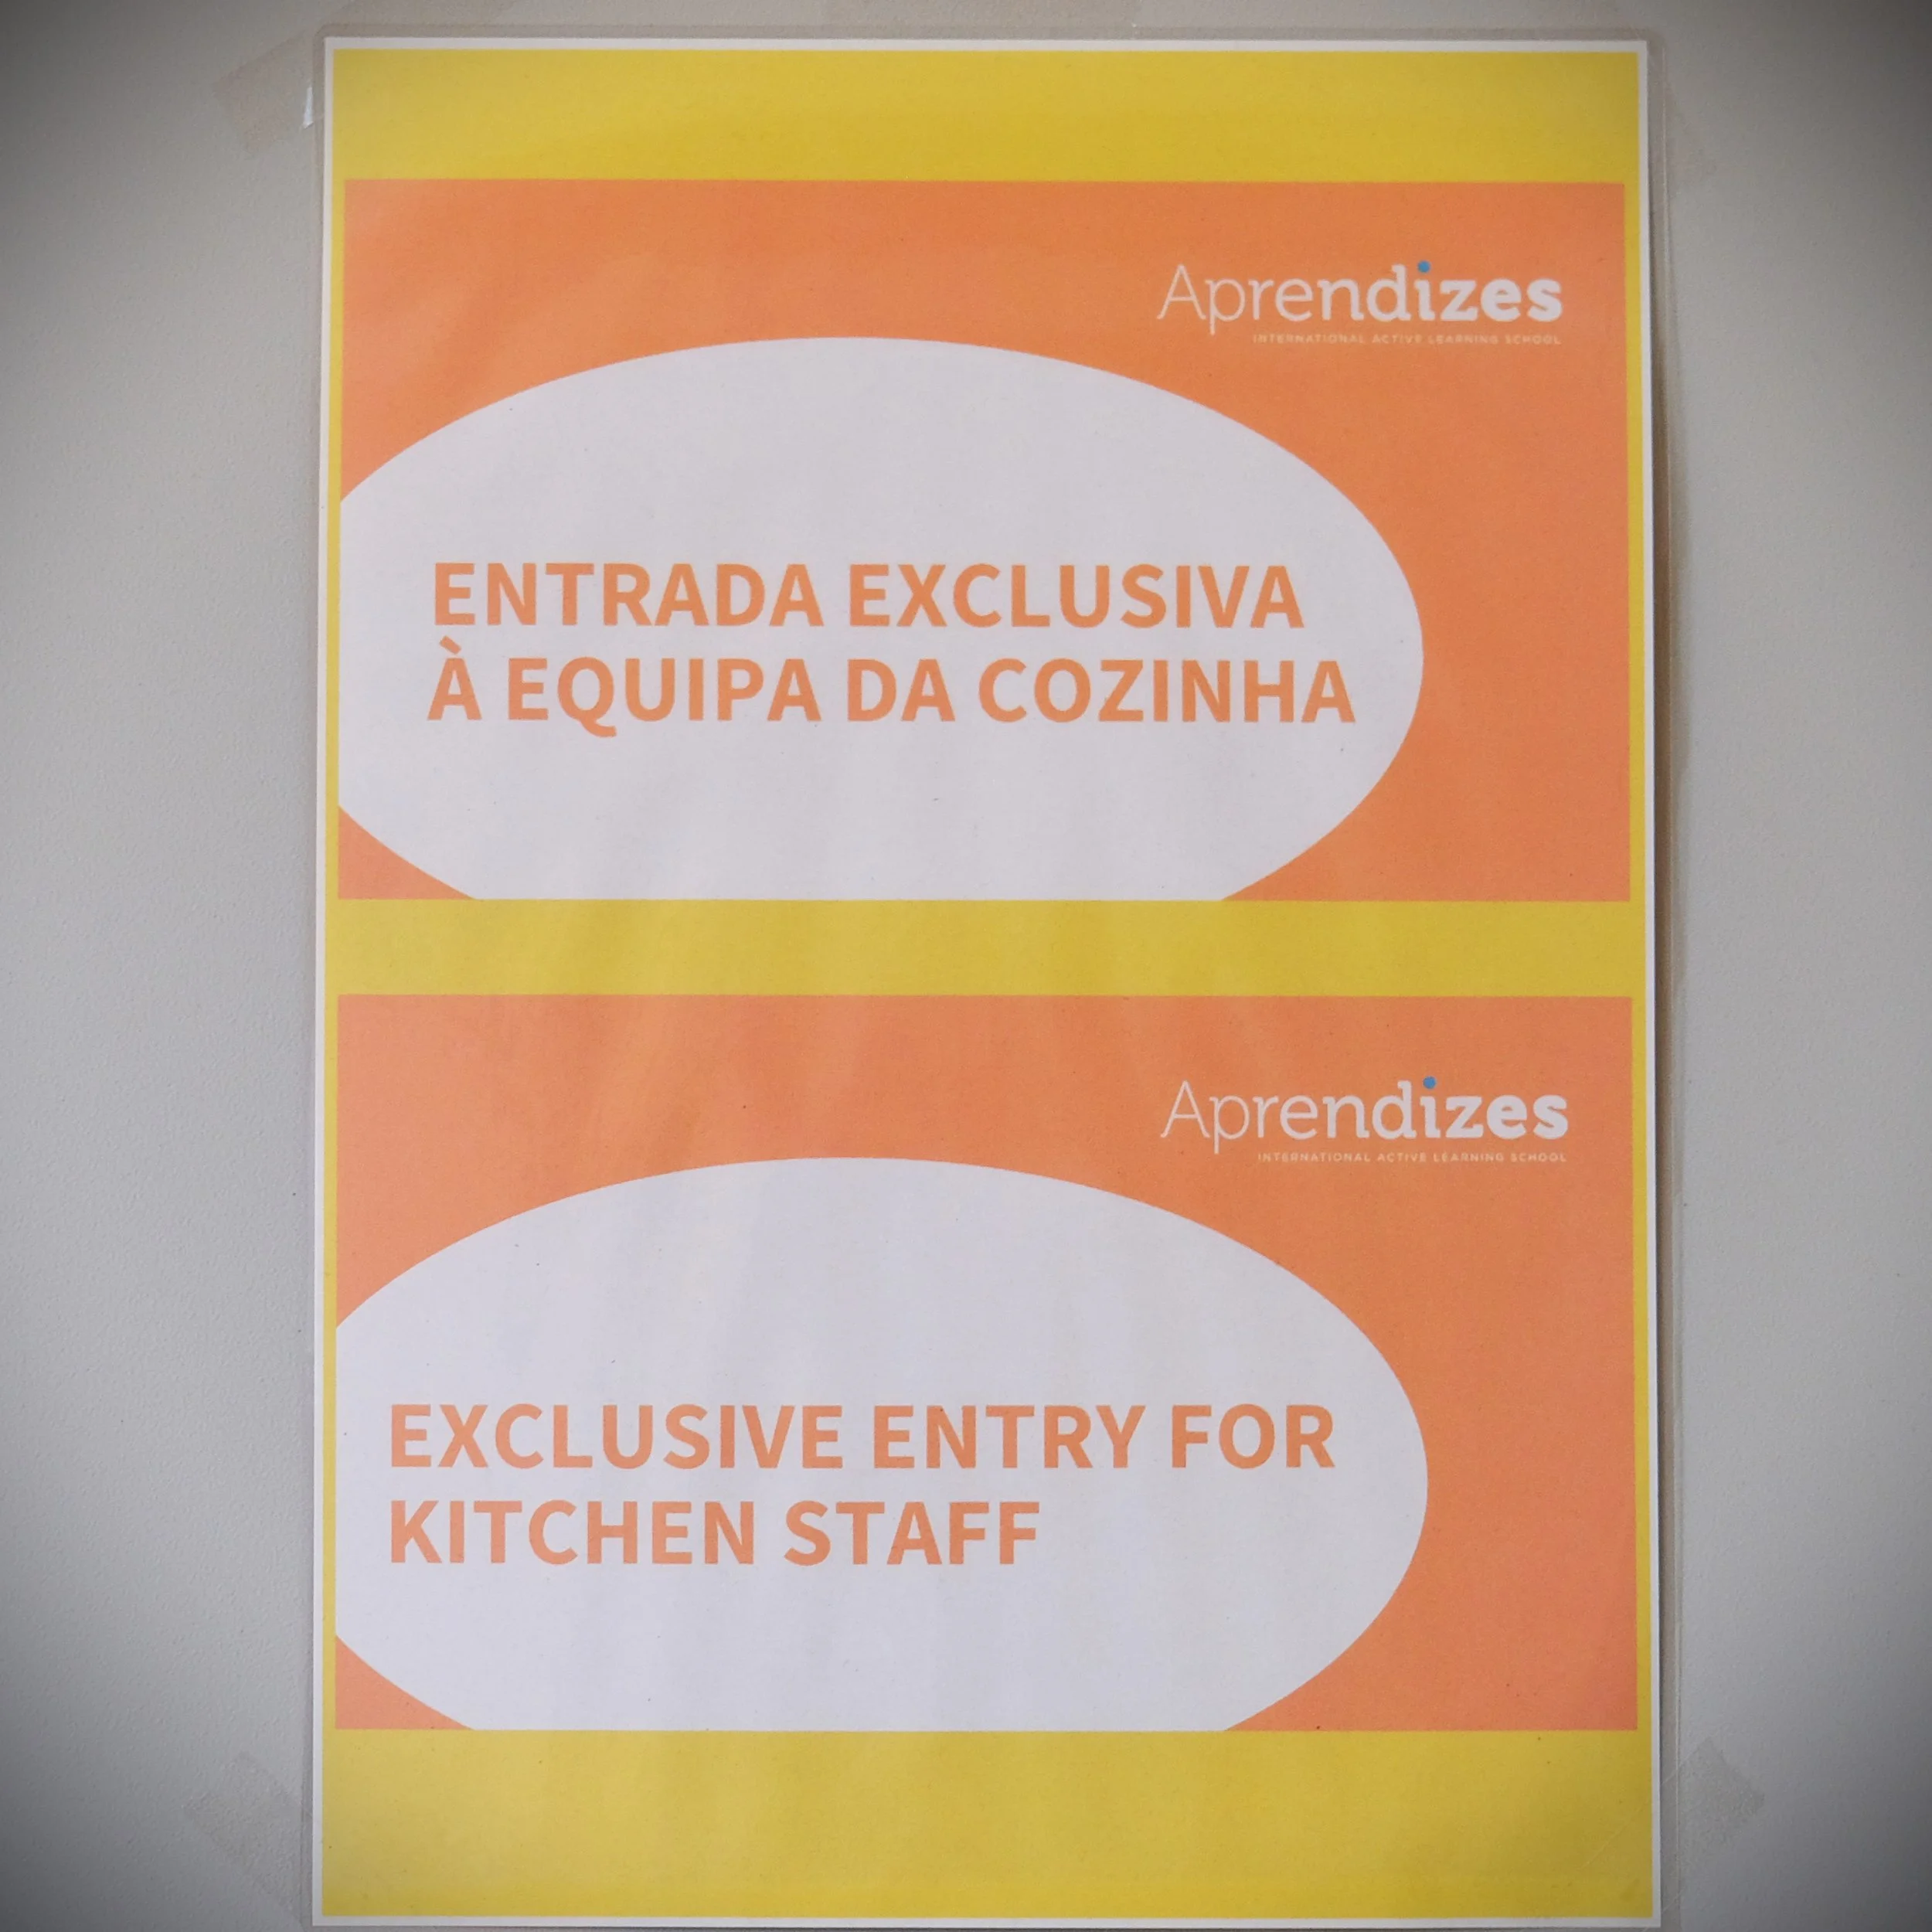 Aprendizes
INTERNATIONAL ACTIVE LEARNING SCHOOL
ENTRADA EXCLUSIVA
À EQUIPA DA COZINHA
Aprendizes
INTERNATIONAL ACTIVE LEARNING SCHOOL
EXCLUSIVE ENTRY FOR
KITCHEN STAFF